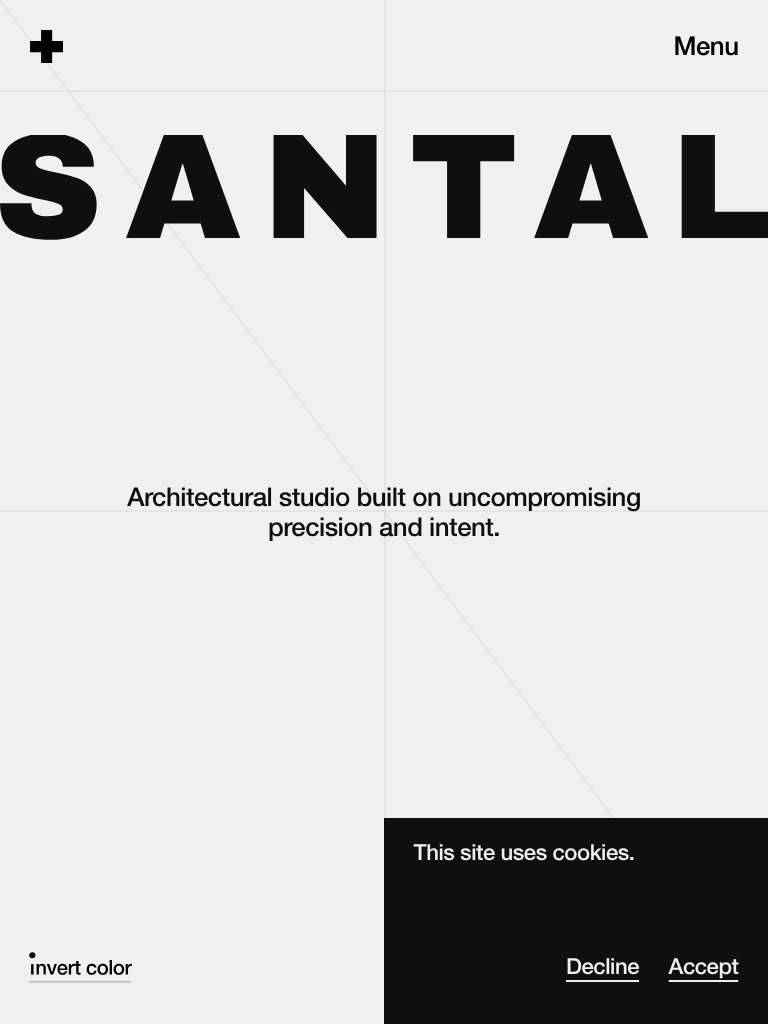 Menu
SANTAL
Architectural studio built on uncompromising
precision and intent.
This site uses cookies.
invert color
Decline
Accept